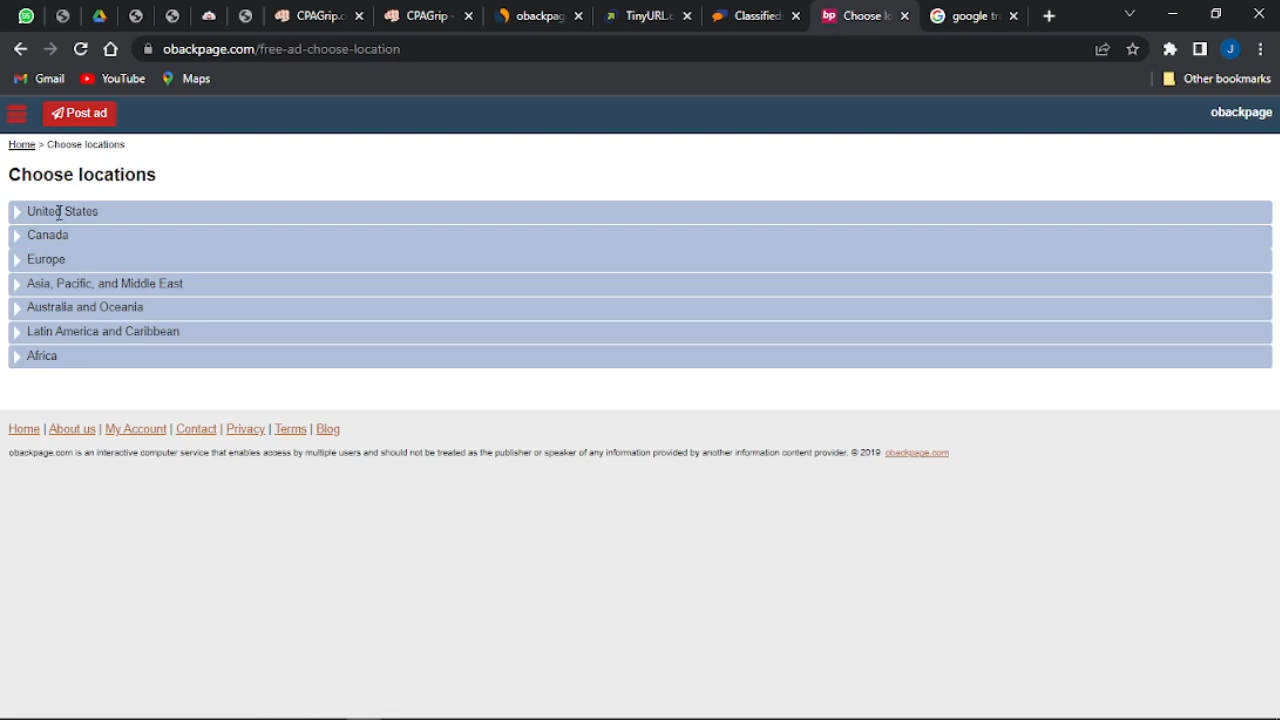 CPAGrip.c
CPAGrip -
obackpag
TinyURL.c
Classified
Choose lo
google tr
obackpage.com/free-ad-choose-location
J
Gmail
YouTube
Maps
Other bookmarks
Post ad
obackpage
Home > Choose locations
Choose locations
United States
Canada
Europe
Asia, Pacific, and Middle East
Australia and Oceania
Latin America and Caribbean
Africa
Home | About us | My Account | Contact | Privacy | Terms | Blog
obackpage.com is an interactive computer service that enables access by multiple users and should not be treated as the publisher or speaker of any information provided by another information content provider. © 2019 obackpage.com